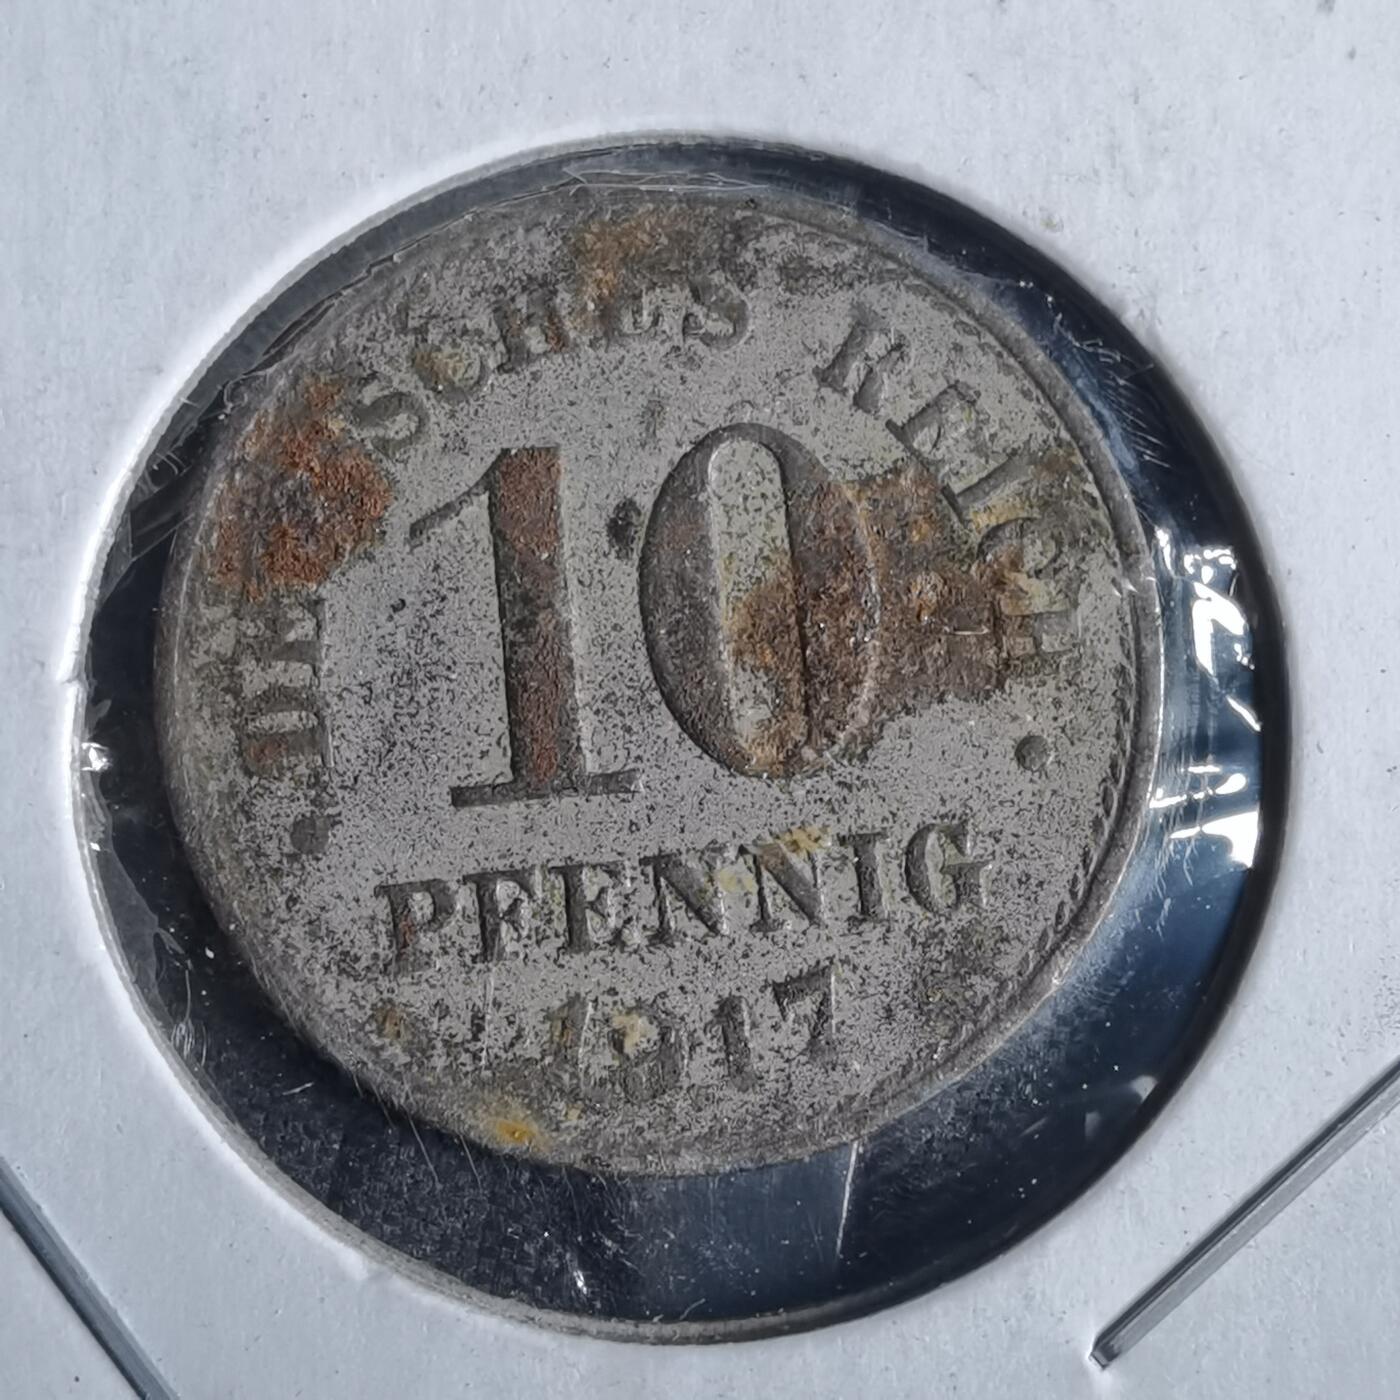 DEUTSCHES REICH
10
PFENNIG
1917